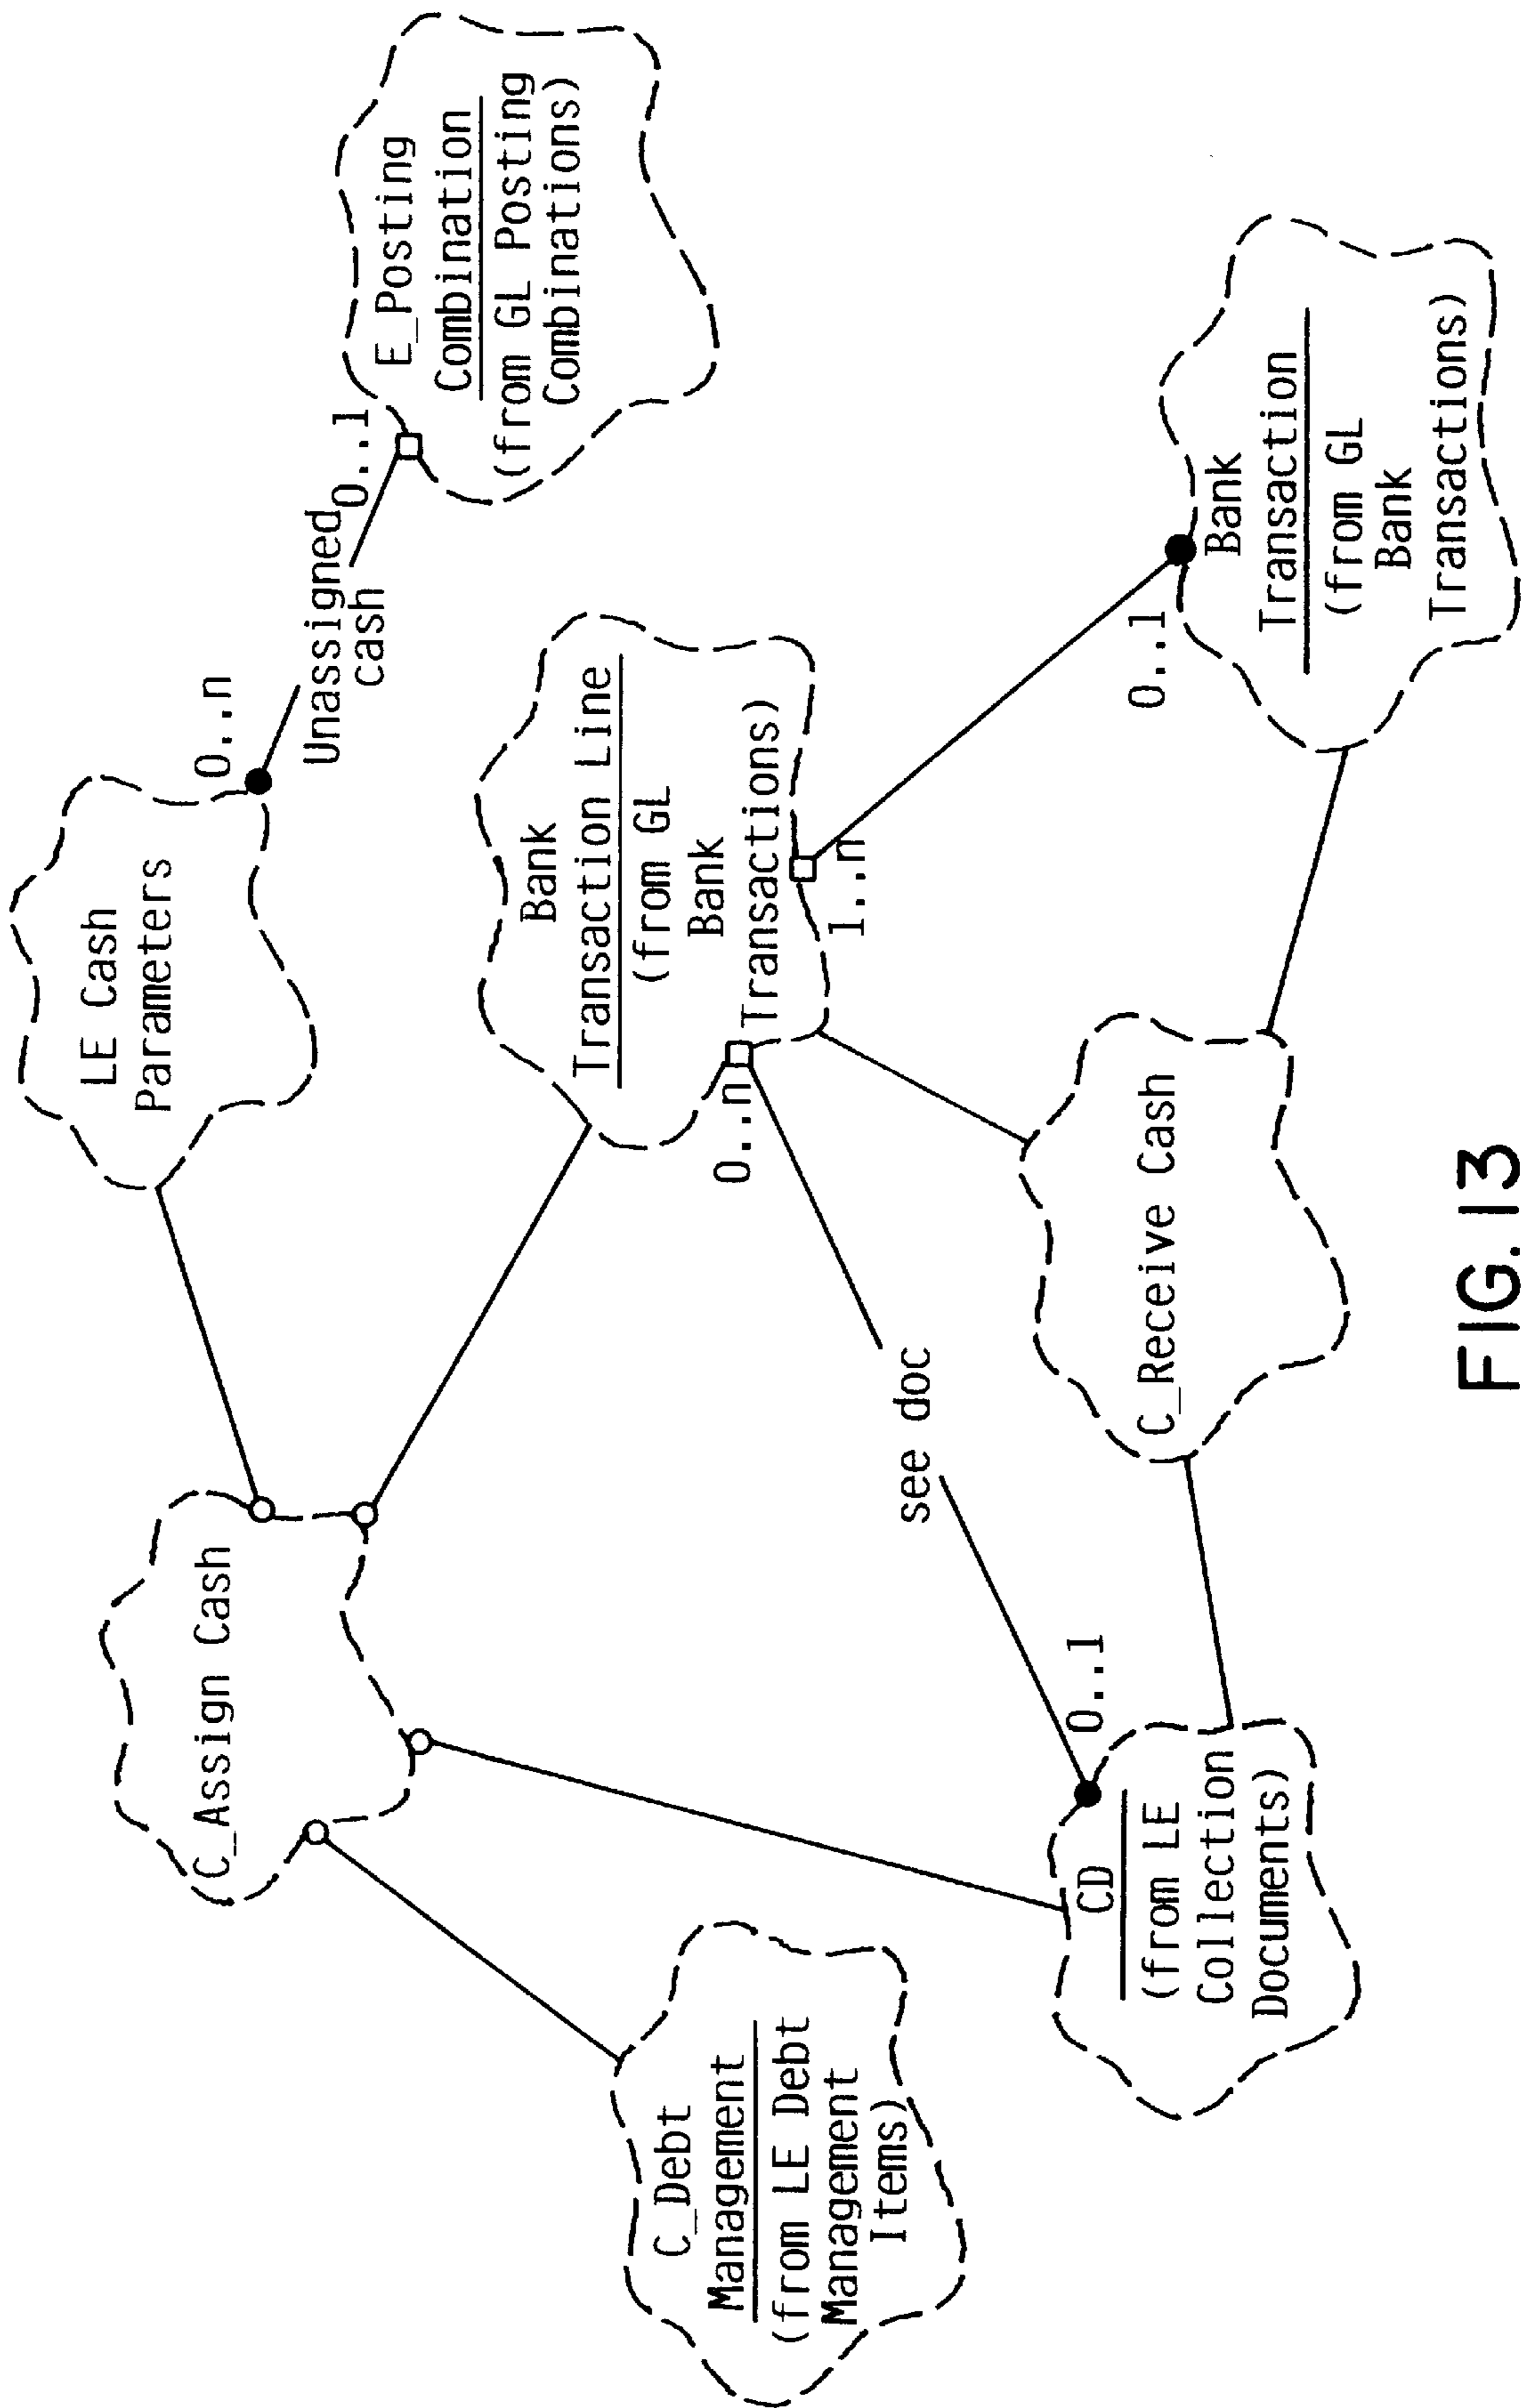 LE Cash
Parameters
0..n
Unassigned
cash
0..1
E_Posting
Combination
(from GL Posting
Combinations)
C_Assign Cash
Bank
Transaction Line
(from GL
Bank
Transactions)
0..n
1..n
see doc
C_Debt
Management
(from LE Debt
Management
Items)
0..1
CD
(from LE
Collection
Documents)
C_Receive Cash
0..1
Bank
Transaction
(from GL
Bank
Transactions)
FIG. 13